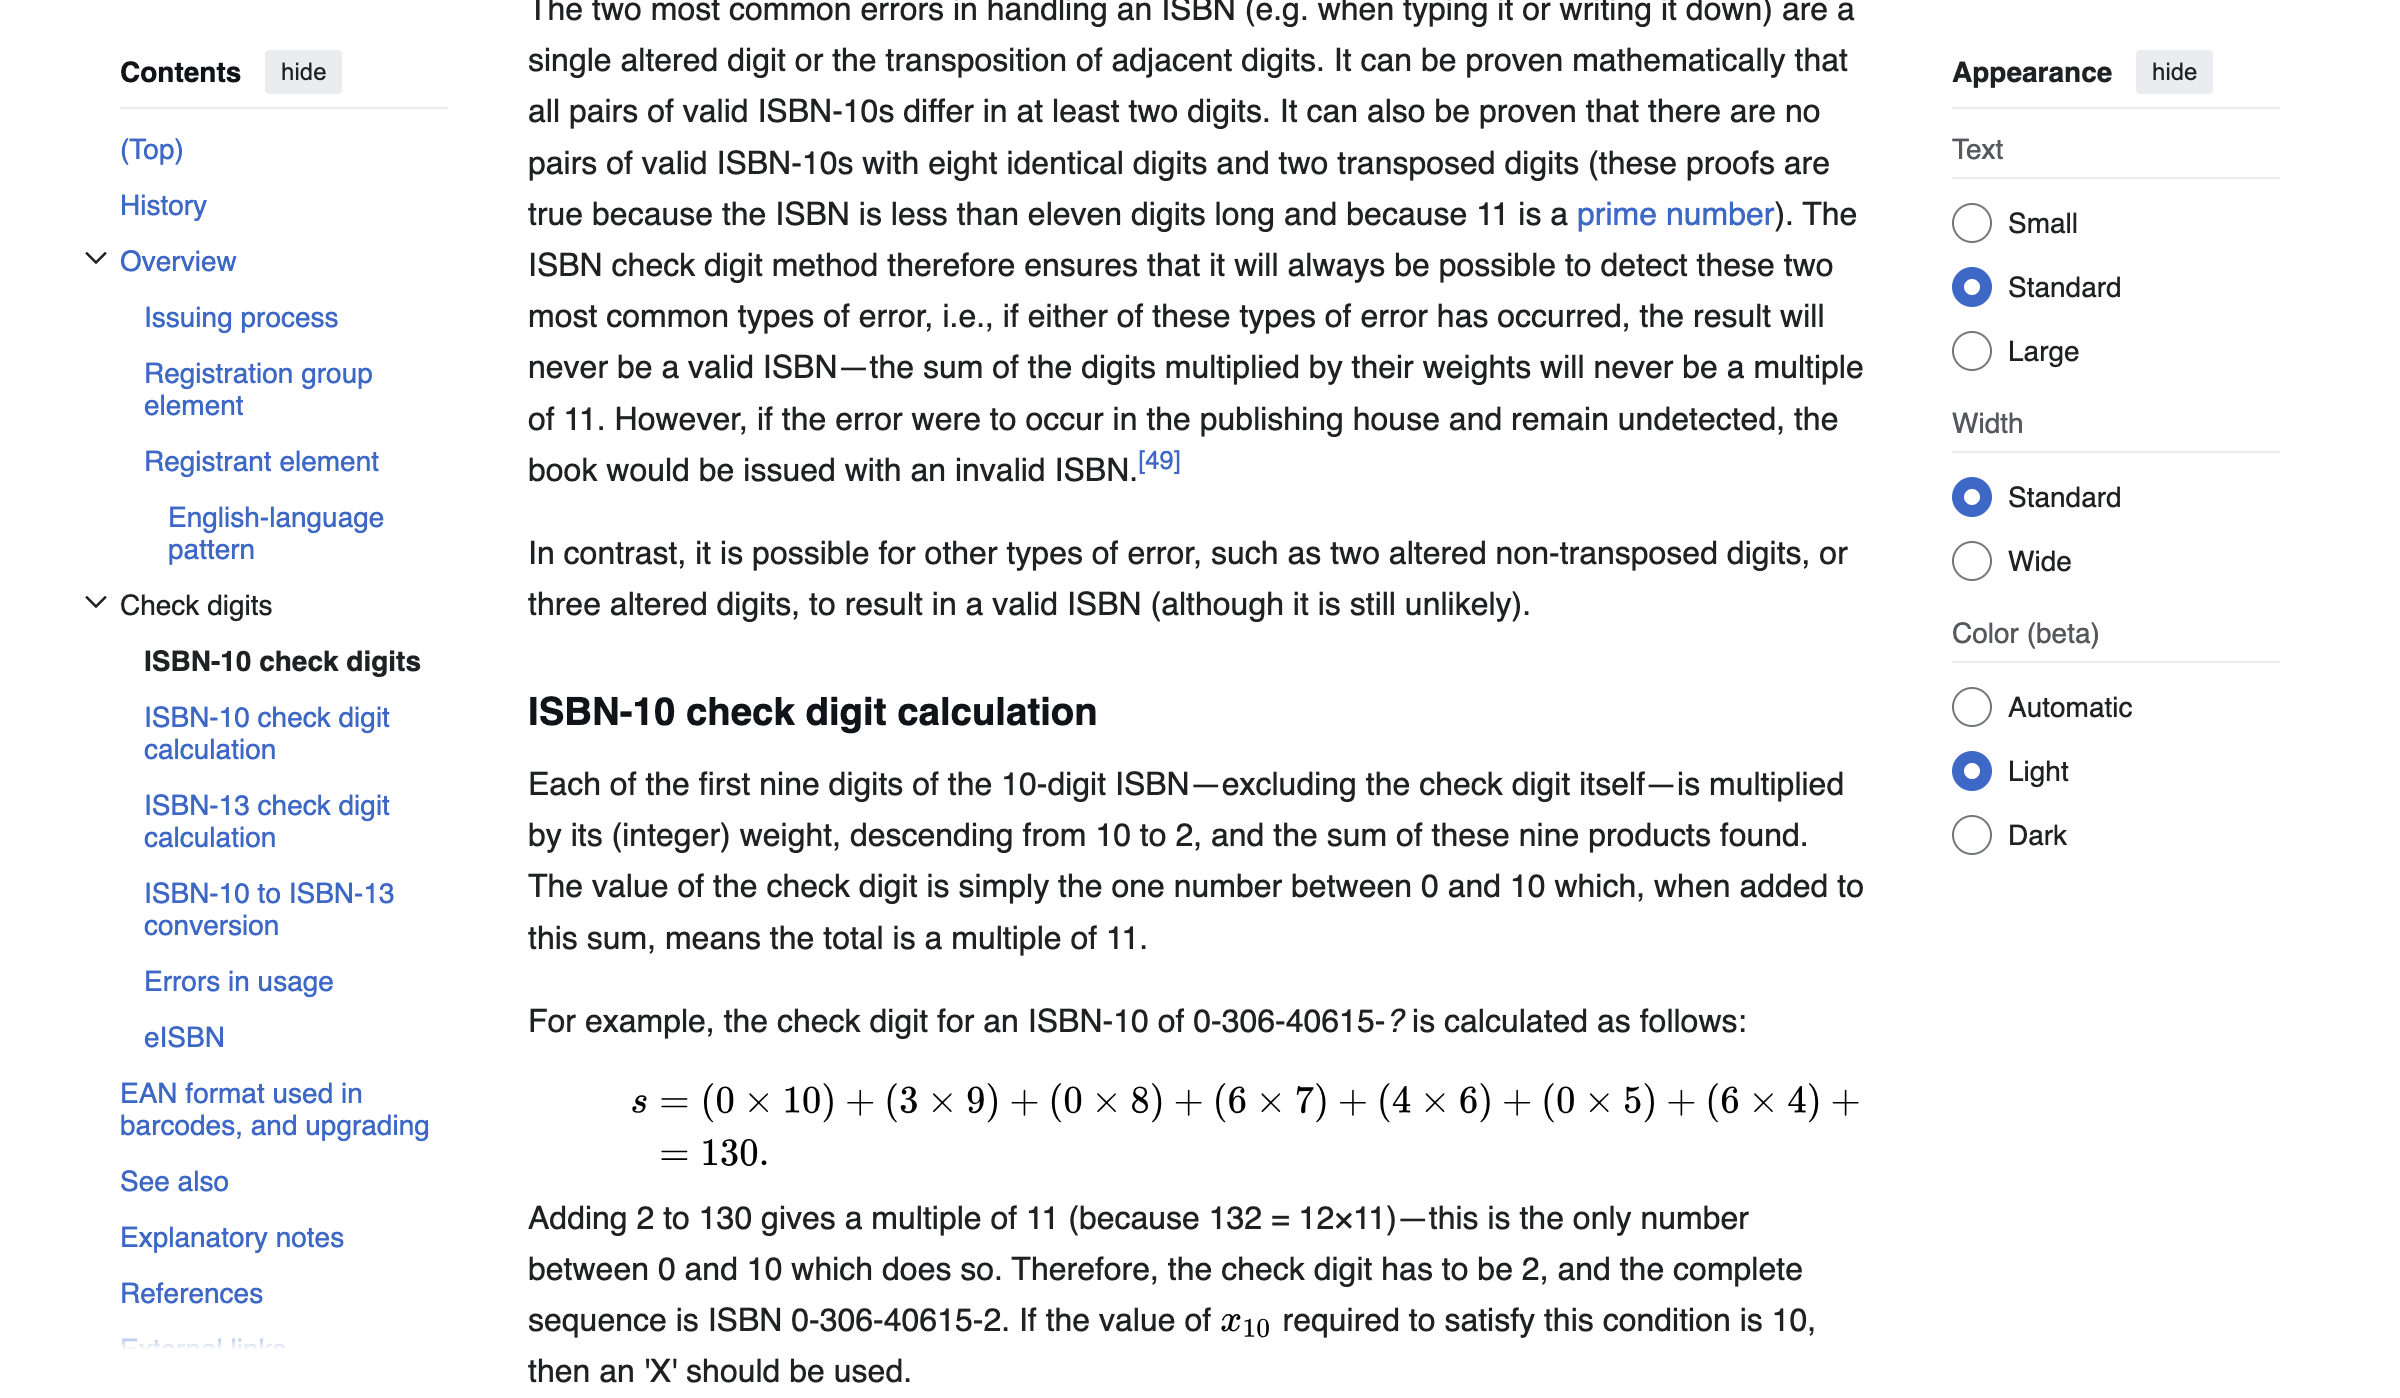 Contents hide
(Top)
History
Overview
Issuing process
Registration group
element
Registrant element
English-language
pattern
Check digits
ISBN-10 check digits
ISBN-10 check digit
calculation
ISBN-13 check digit
calculation
ISBN-10 to ISBN-13
conversion
Errors in usage
eISBN
EAN format used in
barcodes, and upgrading
See also
Explanatory notes
References
External links
The two most common errors in handling an ISBN (e.g. when typing it or writing it down) are a
single altered digit or the transposition of adjacent digits. It can be proven mathematically that
all pairs of valid ISBN-10s differ in at least two digits. It can also be proven that there are no
pairs of valid ISBN-10s with eight identical digits and two transposed digits (these proofs are
true because the ISBN is less than eleven digits long and because 11 is a prime number). The
ISBN check digit method therefore ensures that it will always be possible to detect these two
most common types of error, i.e., if either of these types of error has occurred, the result will
never be a valid ISBN—the sum of the digits multiplied by their weights will never be a multiple
of 11. However, if the error were to occur in the publishing house and remain undetected, the
book would be issued with an invalid ISBN.[49]
In contrast, it is possible for other types of error, such as two altered non-transposed digits, or
three altered digits, to result in a valid ISBN (although it is still unlikely).
ISBN-10 check digit calculation
Each of the first nine digits of the 10-digit ISBN—excluding the check digit itself—is multiplied
by its (integer) weight, descending from 10 to 2, and the sum of these nine products found.
The value of the check digit is simply the one number between 0 and 10 which, when added to
this sum, means the total is a multiple of 11.
For example, the check digit for an ISBN-10 of 0-306-40615-? is calculated as follows:
s = (0 × 10) + (3 × 9) + (0 × 8) + (6 × 7) + (4 × 6) + (0 × 5) + (6 × 4) +
= 130.
Adding 2 to 130 gives a multiple of 11 (because 132 = 12×11)—this is the only number
between 0 and 10 which does so. Therefore, the check digit has to be 2, and the complete
sequence is ISBN 0-306-40615-2. If the value of x10 required to satisfy this condition is 10,
then an 'X' should be used.
Appearance hide
Text
Small
Standard
Large
Width
Standard
Wide
Color (beta)
Automatic
Light
Dark